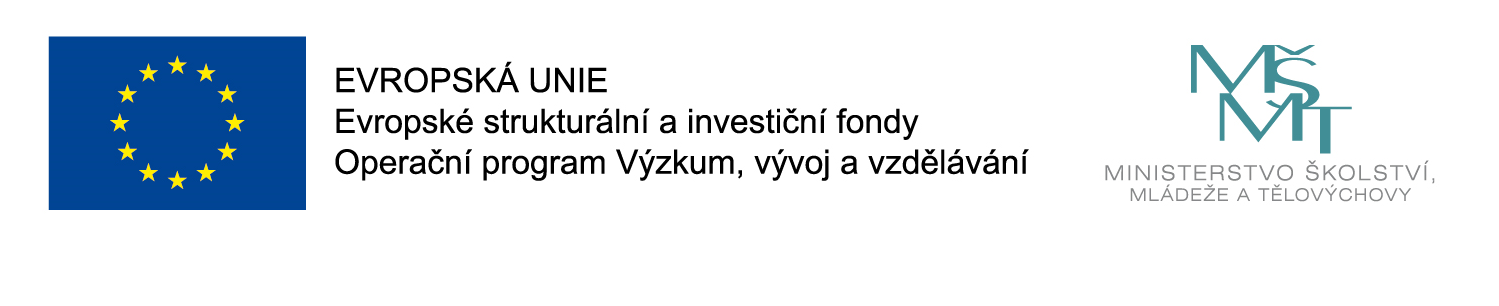 EVROPSKÁ UNIE
Evropské strukturální a investiční fondy
Operační program Výzkum, vývoj a vzdělávání
MŠMT
MINISTERSTVO ŠKOLSTVÍ,
MLÁDEŽE A TĚLOVÝCHOVY